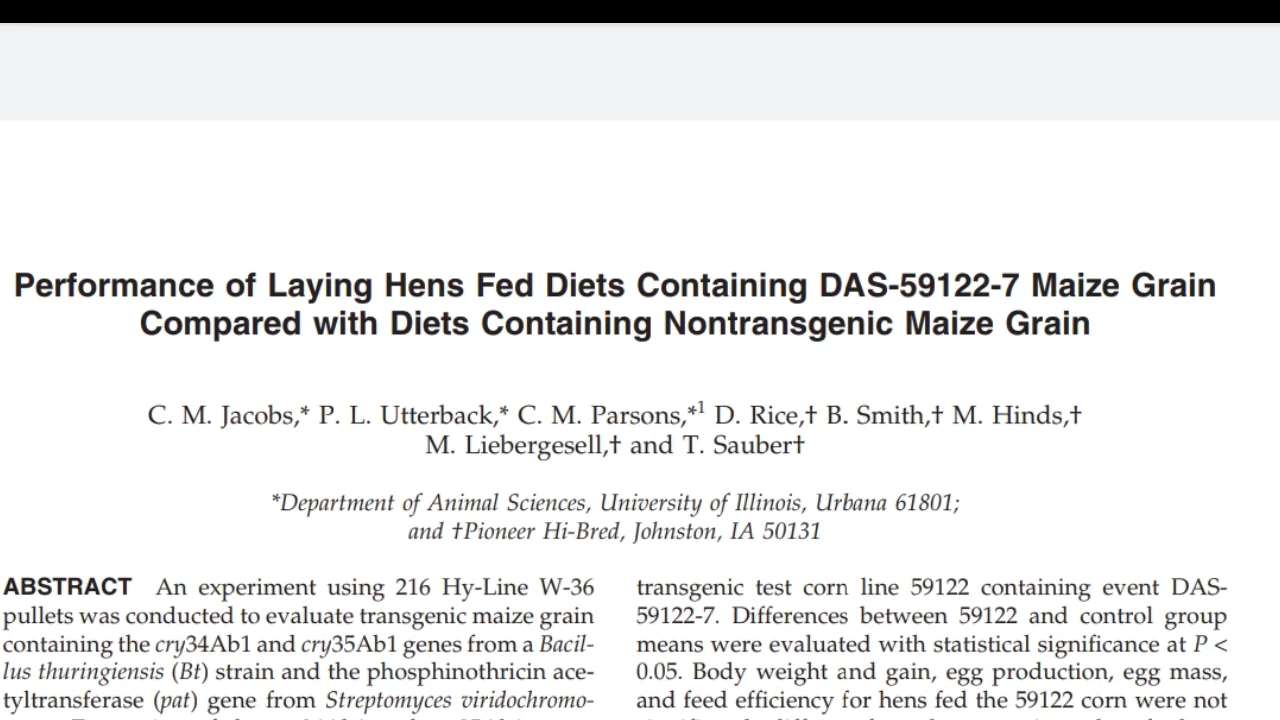 Performance of Laying Hens Fed Diets Containing DAS-59122-7 Maize Grain
Compared with Diets Containing Nontransgenic Maize Grain
C. M. Jacobs,* P. L. Utterback,* C. M. Parsons,*¹ D. Rice,† B. Smith,† M. Hinds,†
M. Liebergesell,† and T. Saubert†
*Department of Animal Sciences, University of Illinois, Urbana 61801;
and †Pioneer Hi-Bred, Johnston, IA 50131
ABSTRACT An experiment using 216 Hy-Line W-36
pullets was conducted to evaluate transgenic maize grain
containing the cry34Ab1 and cry35Ab1 genes from a Bacil-
lus thuringiensis (Bt) strain and the phosphinothricin ace-
tyltransferase (pat) gene from Streptomyces viridochromo-
transgenic test corn line 59122 containing event DAS-
59122-7. Differences between 59122 and control group
means were evaluated with statistical significance at P <
0.05. Body weight and gain, egg production, egg mass,
and feed efficiency for hens fed the 59122 corn were not